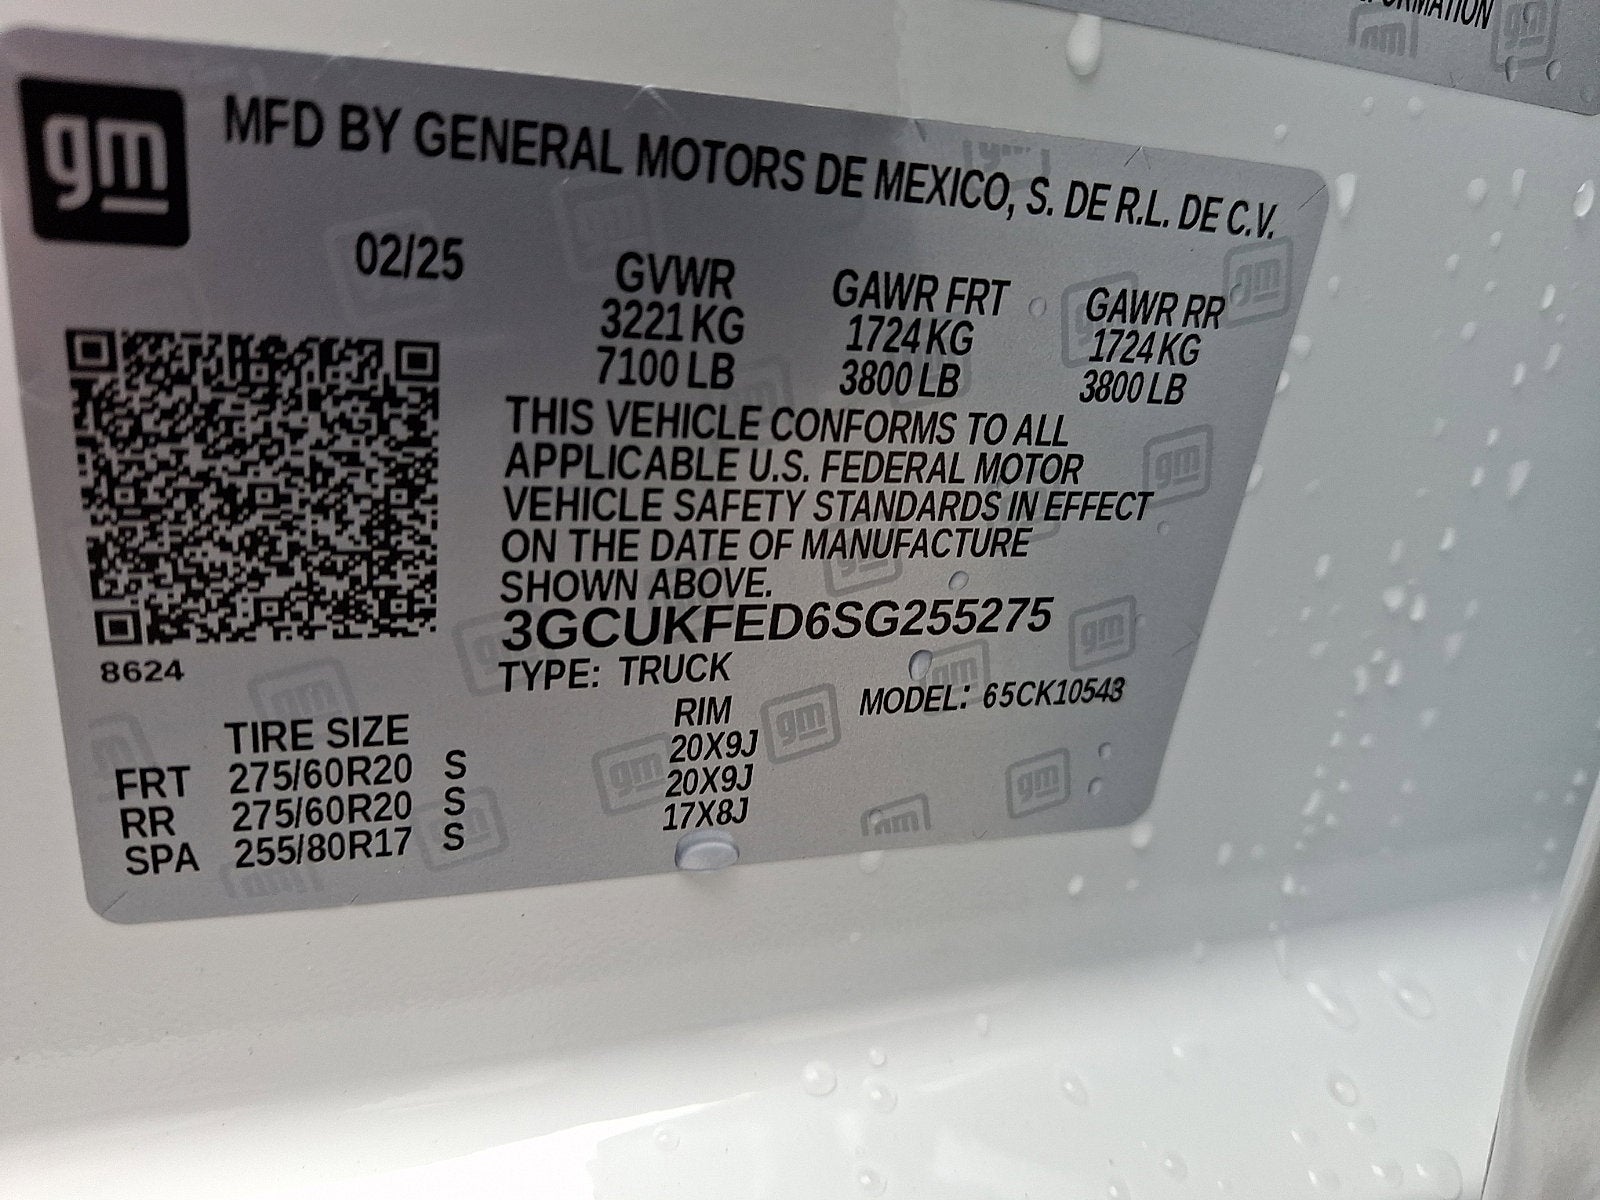 gm
MFD BY GENERAL MOTORS DE MEXICO, S. DE R.L. DE C.V.
02/25
GVWR GAWR FRT GAWR RR
3221 KG 1724 KG 1724 KG
7100 LB 3800 LB 3800 LB
THIS VEHICLE CONFORMS TO ALL
APPLICABLE U.S. FEDERAL MOTOR
VEHICLE SAFETY STANDARDS IN EFFECT
ON THE DATE OF MANUFACTURE
SHOWN ABOVE.
3GCUKFED6SG255275
8624
TYPE: TRUCK
MODEL: 65CK10543
TIRE SIZE RIM
FRT 275/60R20 S 20X9J
RR 275/60R20 S 20X9J
SPA 255/80R17 S 17X8J